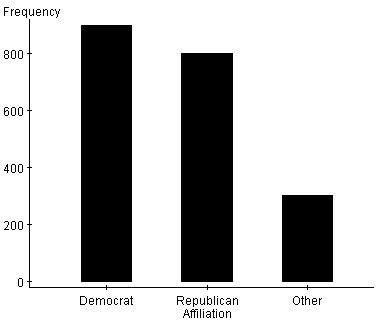 Frequency
800
600
400
200
0
Democrat Republican Other
Affiliation